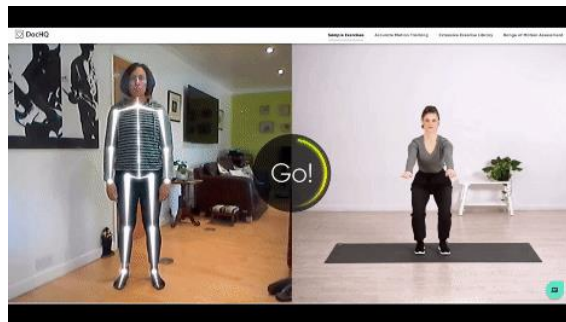 DocHQ
Sample Exercises Accurate Motion Tracking Extensive Exercise Library Range of Motion Assessment
Go!